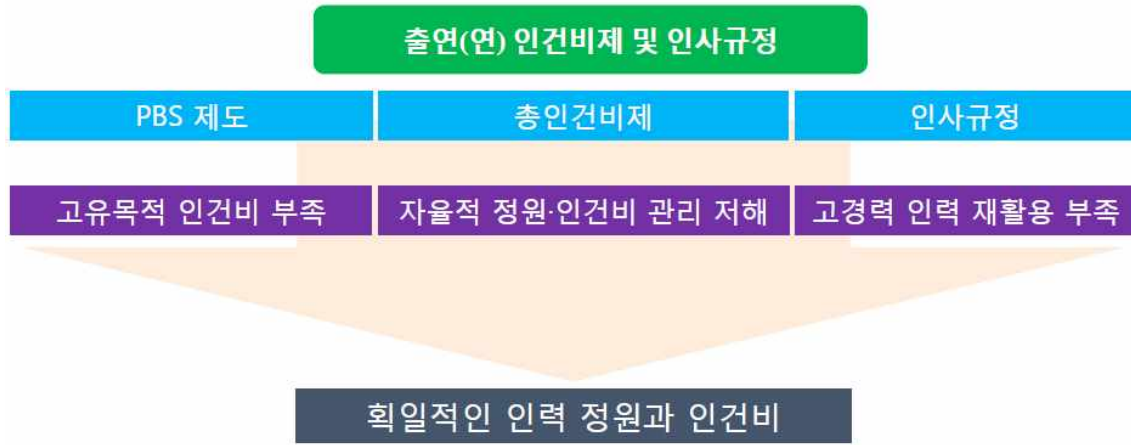 출연(연) 인건비제 및 인사규정
PBS 제도
총인건비제
인사규정
고유목적 인건비 부족
자율적 정원·인건비 관리 저해
고경력 인력 재활용 부족
획일적인 인력 정원과 인건비